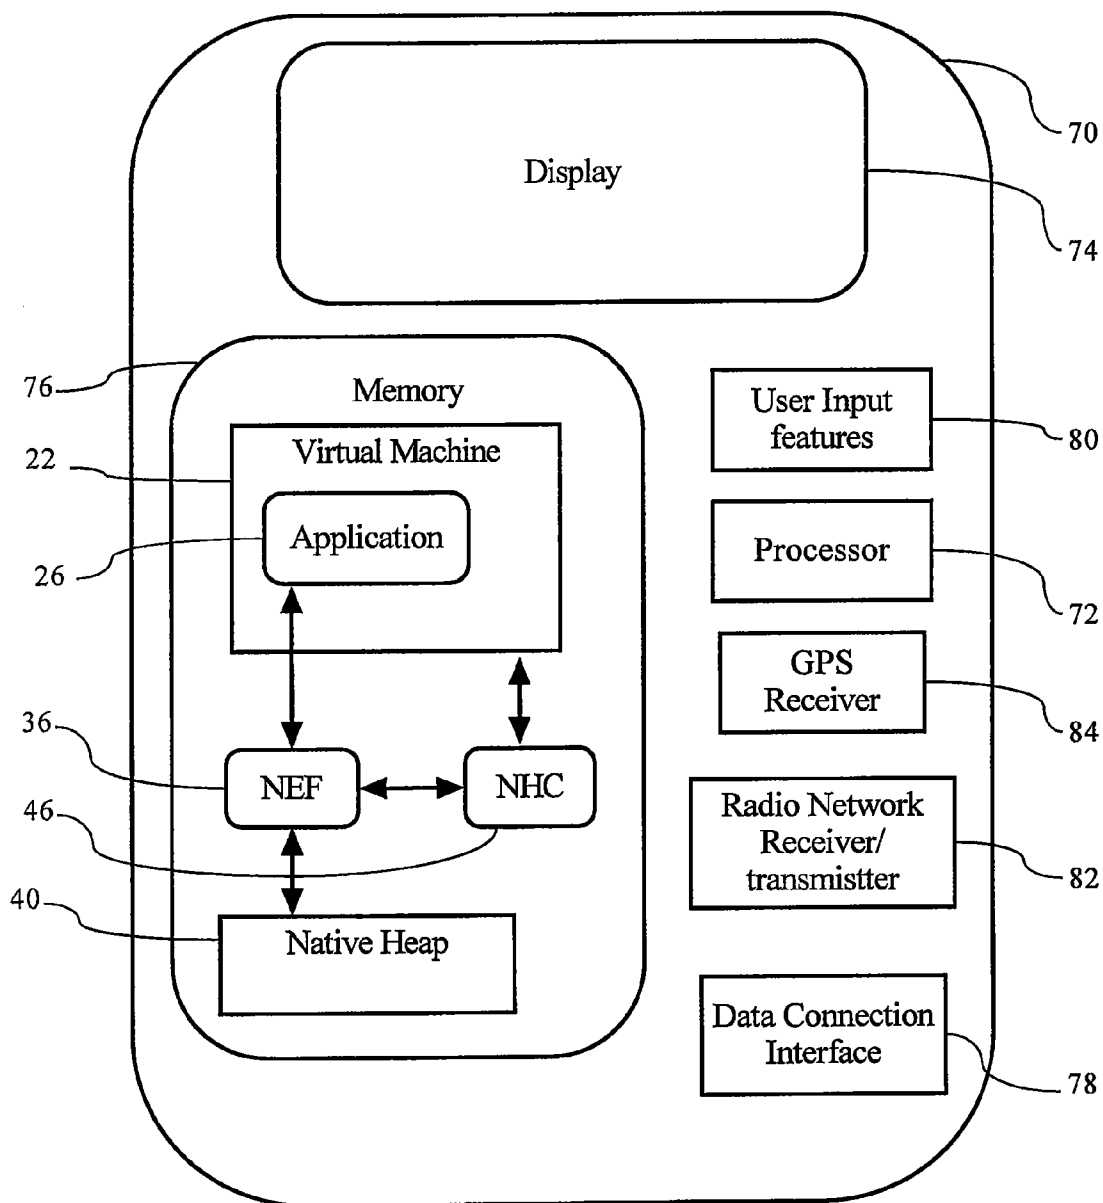 Display
70
74
76
Memory
22
Virtual Machine
26
Application
36
NEF
NHC
46
40
Native Heap
User Input
features
80
Processor
72
GPS
Receiver
84
Radio Network
Receiver/
transmistter
82
Data Connection
Interface
78